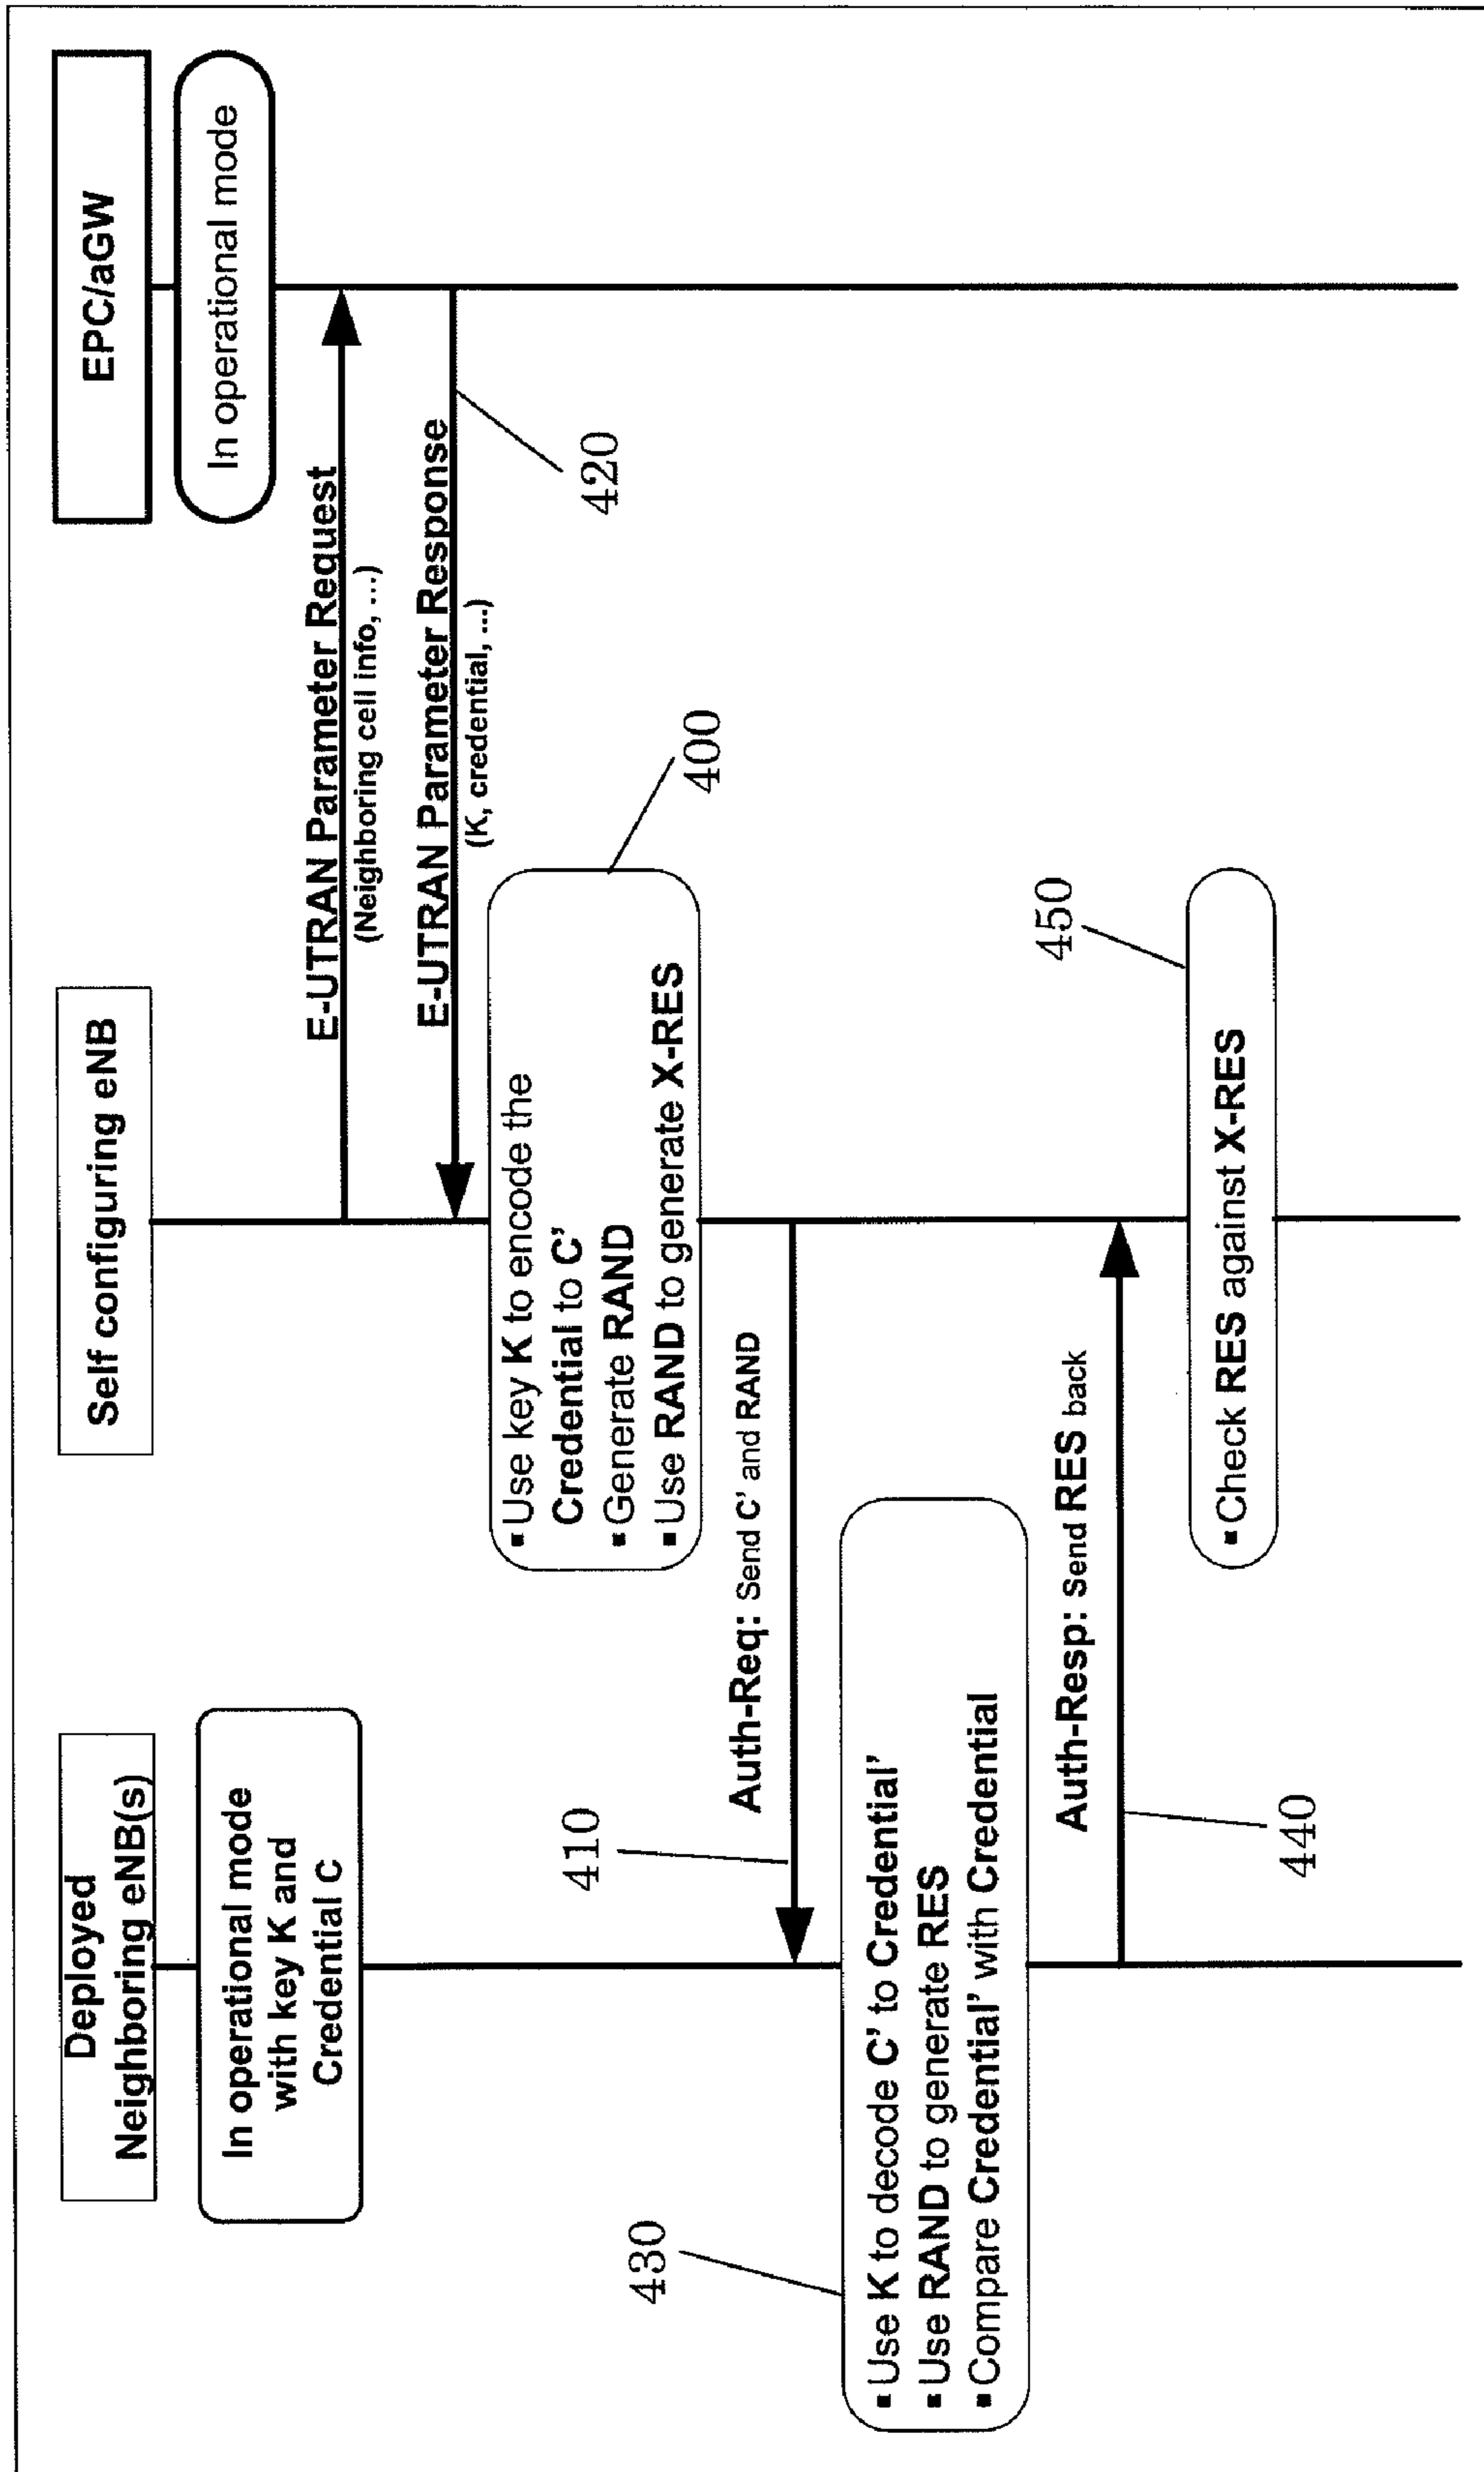 Deployed
Neighboring eNB(s)
Self configuring eNB
EPC/aGW
In operational mode
with key K and
Credential C
In operational mode
E-UTRAN Parameter Request
(Neighboring cell info, ...)
E-UTRAN Parameter Response
(K, credential, ...)
420
▪ Use key K to encode the
Credential to C'
▪ Generate RAND
▪ Use RAND to generate X-RES
400
410
Auth-Req: Send C' and RAND
430
▪ Use K to decode C' to Credential'
▪ Use RAND to generate RES
▪ Compare Credential' with Credential
Auth-Resp: Send RES back
440
450
▪ Check RES against X-RES